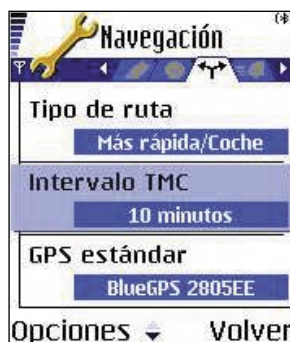 Navegación
Tipo de ruta
Más rápida/Coche
Intervalo TMC
10 minutos
GPS estándar
BlueGPS 2805EE
Opciones Volver